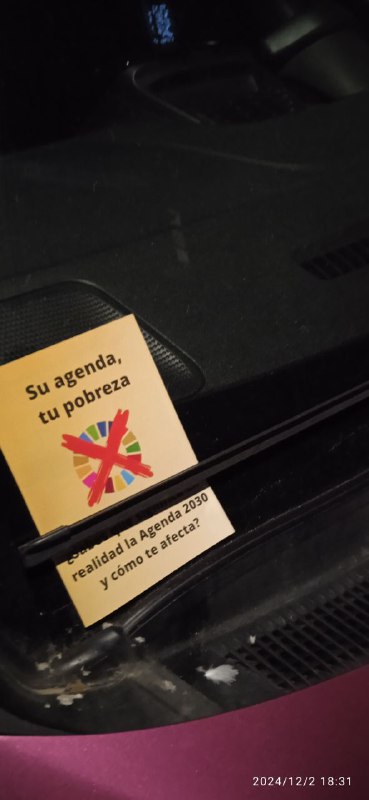 Su agenda,
tu pobreza
realidad la Agenda 2030
y cómo te afecta?
2024/12/2 18:31